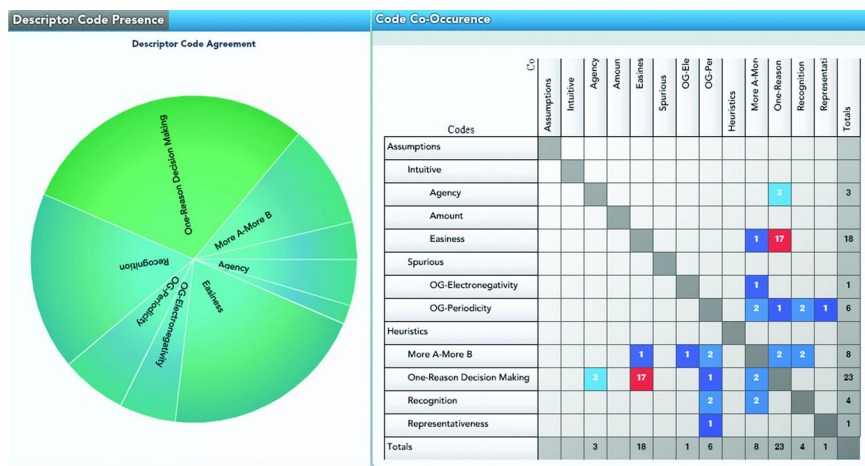 Descriptor Code Presence
Descriptor Code Agreement
One-Reason Decision Making
More A-More B
Recognition
Agency
OG-Periodicity
OG-Electronegativity
Easiness
Code Co-Occurence
Co
Codes
Assumptions
Intuitive
Agency
Amoun
Easines
Spurious
OG-Ele
OG-Per
Heuristics
More A-More
One-Reason
Recognition
Representati
Totals
Assumptions
Intuitive
Agency 3 3
Amount
Easiness 1 17 18
Spurious
OG-Electronegativity 1 1
OG-Periodicity 2 1 2 1 6
Heuristics
More A-More B 1 1 2 2 2 8
One-Reason Decision Making 3 17 1 2 23
Recognition 2 2 4
Representativeness 1 1
Totals 3 18 1 6 8 23 4 1